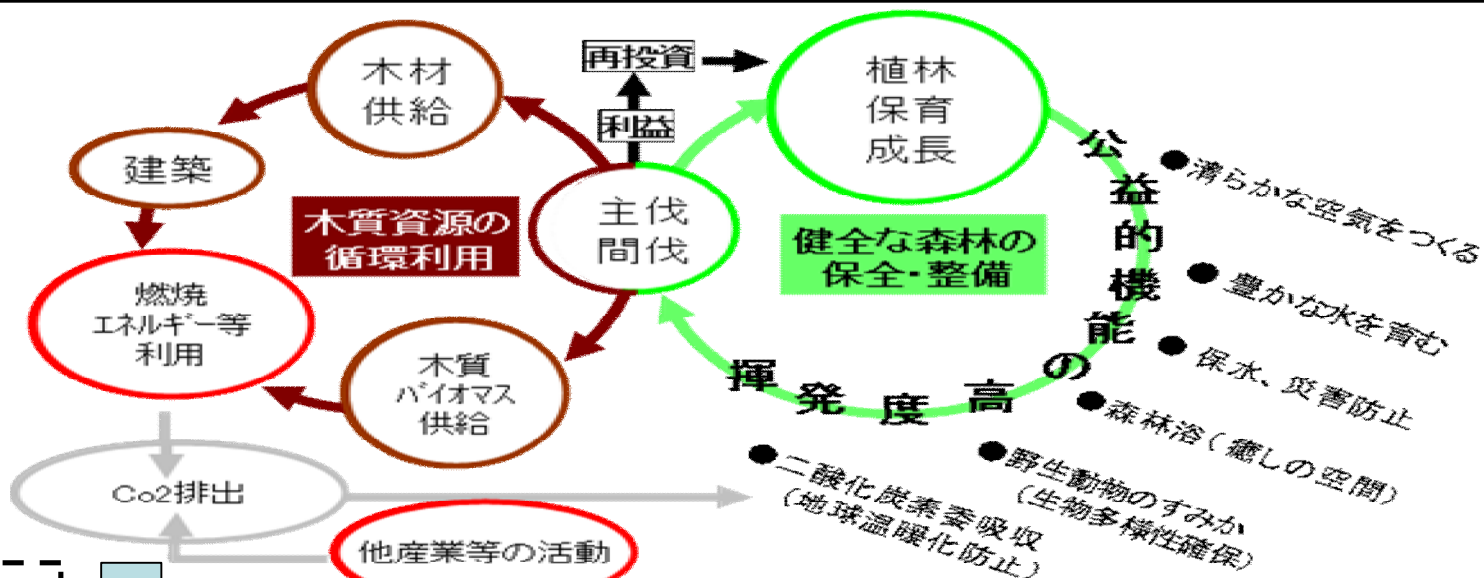 木材
供給
再投資
利益
植林
保育
成長
建築
木質資源の
循環利用
主伐
間伐
健全な森林の
保全・整備
公益的機能の高度発揮
燃焼
エネルギー等
利用
木質
バイオマス
供給
Co2排出
他産業等の活動
●清らかな空気をつくる
●豊かな水を育む
●保水、災害防止
●森林浴(癒しの空間)
●野生動物のすみか
(生物多様性確保)
●二酸化炭素委吸収
(地球温暖化防止)